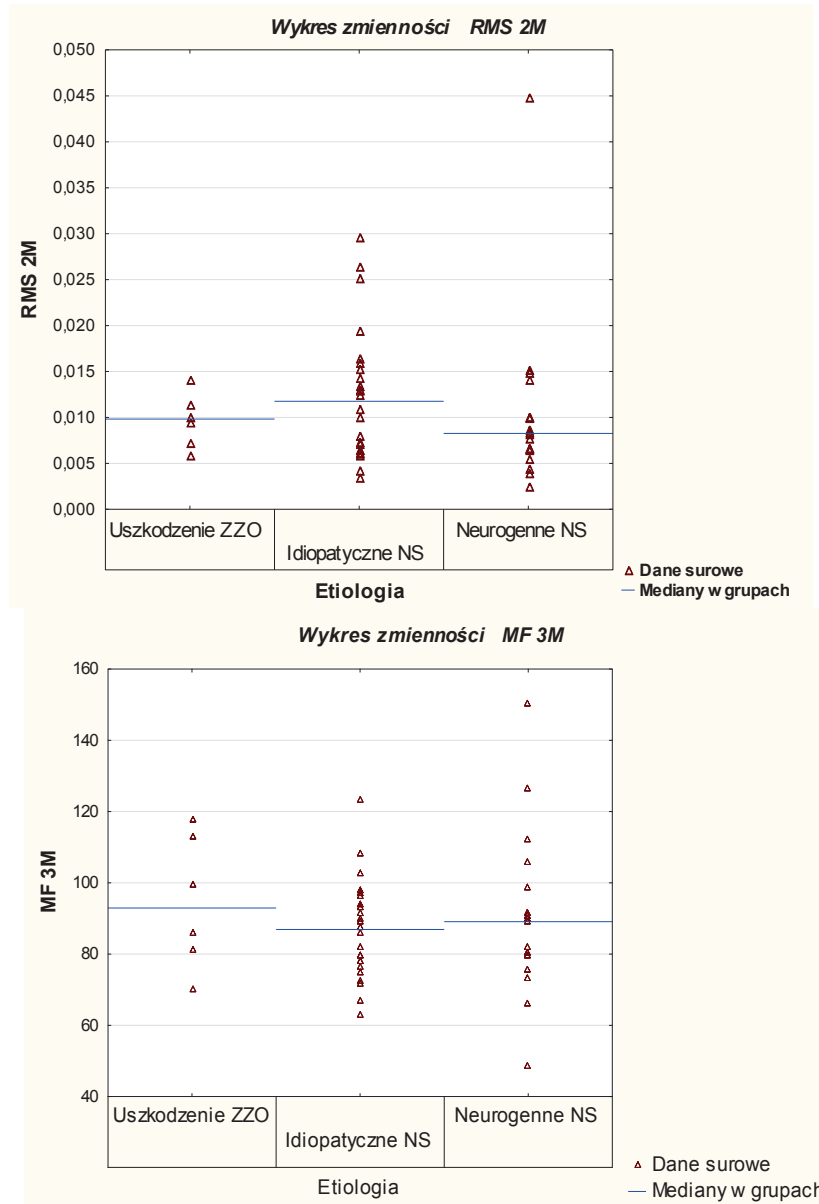 Wykres zmienności RMS 2M
0,050
0,045
0,040
0,035
0,030
0,025
0,020
0,015
0,010
0,005
0,000
RMS 2M
Uszkodzenie ZZO
Idiopatyczne NS
Neurogenne NS
Etiologia
Dane surowe
Mediany w grupach
Wykres zmienności MF 3M
160
140
120
100
80
60
40
MF 3M
Uszkodzenie ZZO
Idiopatyczne NS
Neurogenne NS
Etiologia
Dane surowe
Mediany w grupach